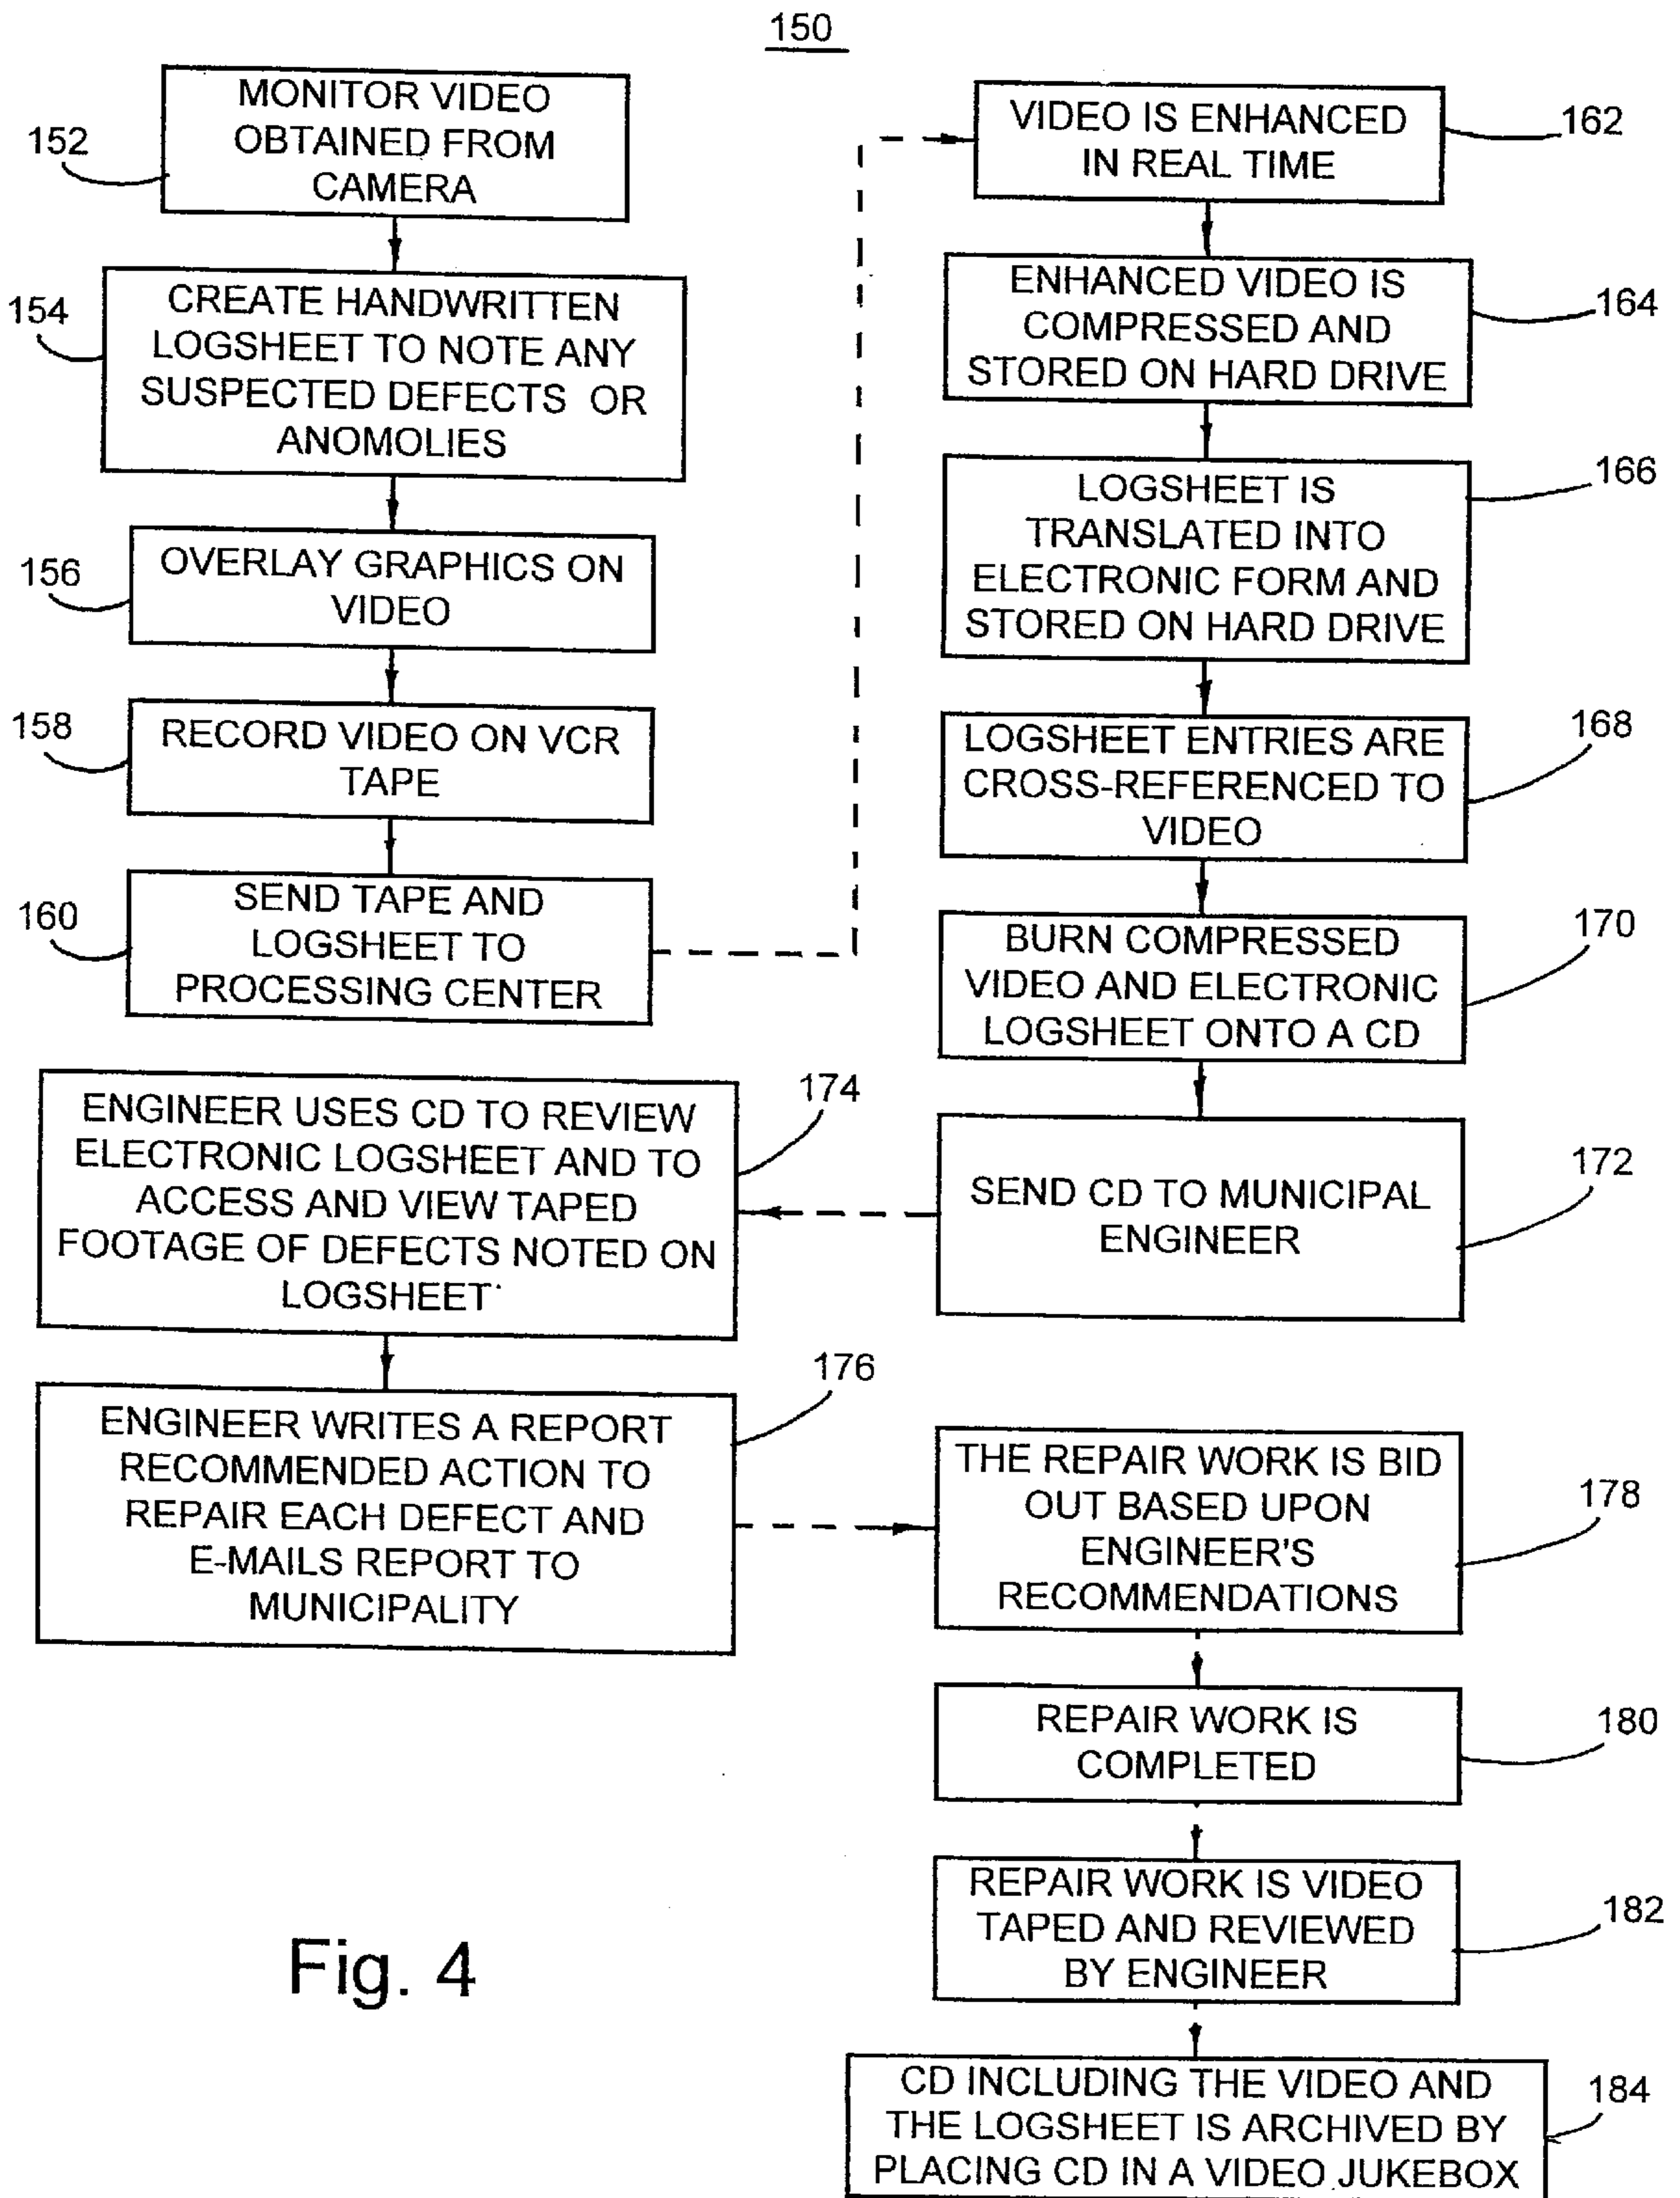 150
152
MONITOR VIDEO
OBTAINED FROM
CAMERA
154
CREATE HANDWRITTEN
LOGSHEET TO NOTE ANY
SUSPECTED DEFECTS OR
ANOMOLIES
156
OVERLAY GRAPHICS ON
VIDEO
158
RECORD VIDEO ON VCR
TAPE
160
SEND TAPE AND
LOGSHEET TO
PROCESSING CENTER
VIDEO IS ENHANCED
IN REAL TIME
162
ENHANCED VIDEO IS
COMPRESSED AND
STORED ON HARD DRIVE
164
LOGSHEET IS
TRANSLATED INTO
ELECTRONIC FORM AND
STORED ON HARD DRIVE
166
LOGSHEET ENTRIES ARE
CROSS-REFERENCED TO
VIDEO
168
BURN COMPRESSED
VIDEO AND ELECTRONIC
LOGSHEET ONTO A CD
170
SEND CD TO MUNICIPAL
ENGINEER
172
ENGINEER USES CD TO REVIEW
ELECTRONIC LOGSHEET AND TO
ACCESS AND VIEW TAPED
FOOTAGE OF DEFECTS NOTED ON
LOGSHEET
174
ENGINEER WRITES A REPORT
RECOMMENDED ACTION TO
REPAIR EACH DEFECT AND
E-MAILS REPORT TO
MUNICIPALITY
176
THE REPAIR WORK IS BID
OUT BASED UPON
ENGINEER'S
RECOMMENDATIONS
178
REPAIR WORK IS
COMPLETED
180
REPAIR WORK IS VIDEO
TAPED AND REVIEWED
BY ENGINEER
182
CD INCLUDING THE VIDEO AND
THE LOGSHEET IS ARCHIVED BY
PLACING CD IN A VIDEO JUKEBOX
184
Fig. 4